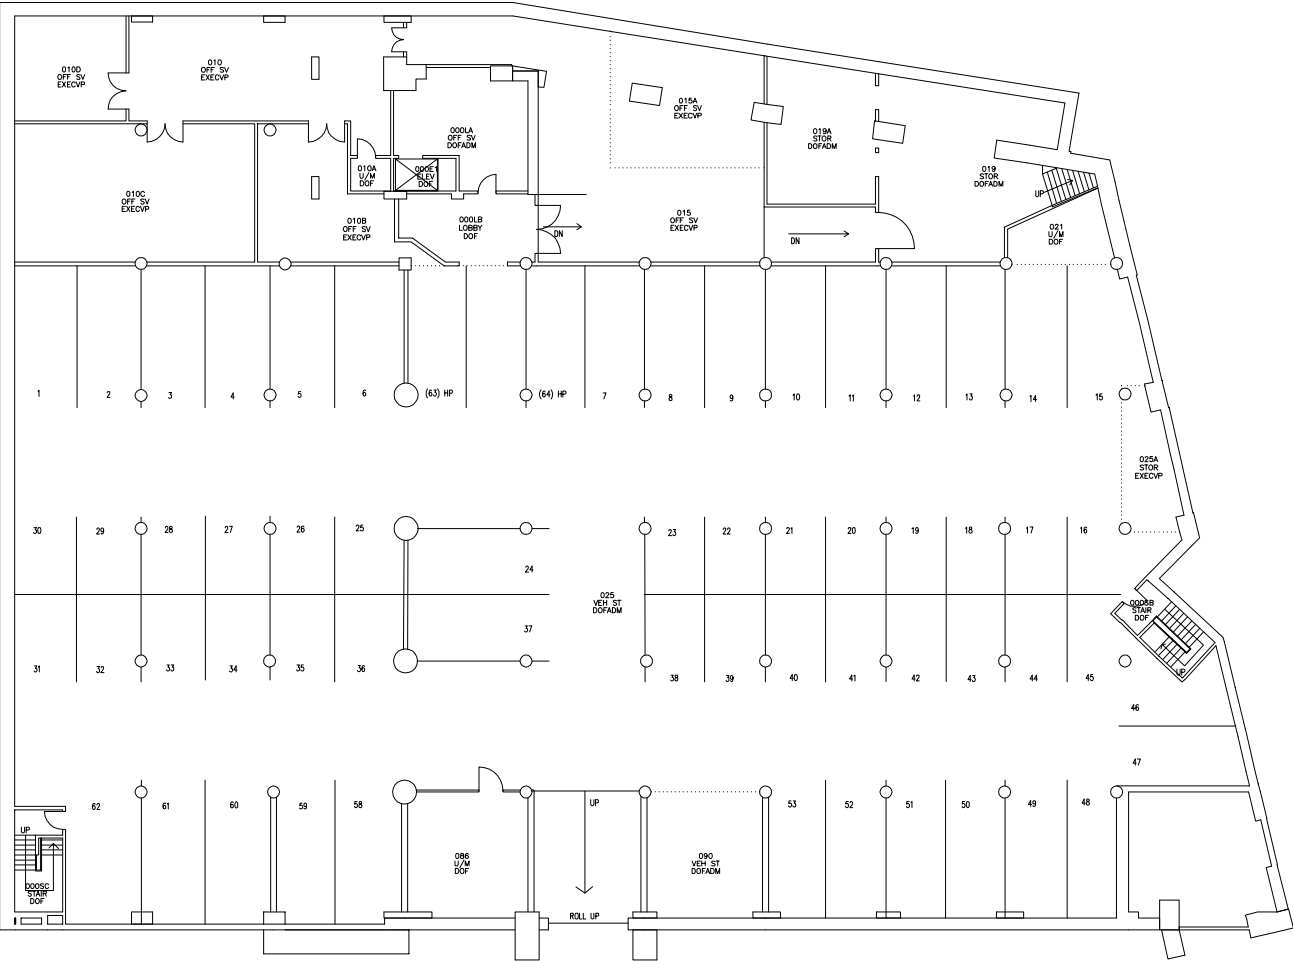 010D
OFF SV
EXECVP
010
OFF SV
EXECVP
015A
OFF SV
EXECVP
000LA
OFF SV
DOFADM
019A
STOR
DOFADM
010A
U/M
DOF
000E1
ELEV
DOF
019
STOR
DOFADM
UP
010C
OFF SV
EXECVP
010B
OFF SV
EXECVP
000LB
LOBBY
DOF
DN
015
OFF SV
EXECVP
DN
021
U/M
DOF
1
2
3
4
5
6
(63) HP
(64) HP
7
8
9
10
11
12
13
14
15
025A
STOR
EXECVP
30
29
28
27
26
25
23
22
21
20
19
18
17
16
24
025
VEH ST
DOFADM
000SB
STAIR
DOF
37
31
32
33
34
35
36
38
39
40
41
42
43
44
45
UP
46
47
62
61
60
59
58
UP
53
52
51
50
49
48
UP
086
U/M
DOF
090
VEH ST
DOFADM
000SC
STAIR
DOF
ROLL UP